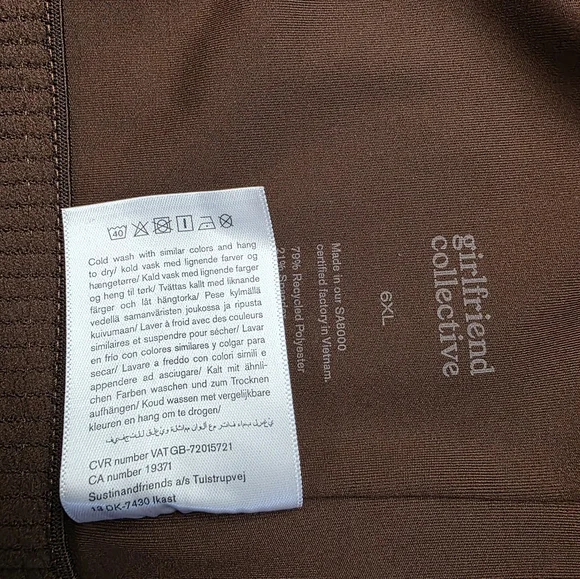 40
Cold wash with similar colors and hang
to dry/ kold vask med lignende farver og
hængetørre/ Kald vask med lignende farger
og heng til tørk/ Tvättas kallt med liknande
färger och låt hängtorka/ Pese kylmällä
vedellä samanväristen joukossa ja ripusta
kuivumaan/ Laver à froid avec des couleurs
similaires et suspendre pour sécher/ Lavar
en frío con colores similares y colgar para
secar/ Lavare a freddo con colori simili e
appendere ad asciugare/ Kalt mit ähnli-
chen Farben waschen und zum Trocknen
aufhängen/ Koud wassen met vergelijkbare
kleuren en hang om te drogen/
CVR number VAT GB-72015721
CA number 19371
Sustinandfriends a/s Tulstrupvej
DK-7430 Ikast
girlfriend
collective
6XL
Made in our SA8000
certified factory in Vietnam.
79% Recycled Polyester
21%